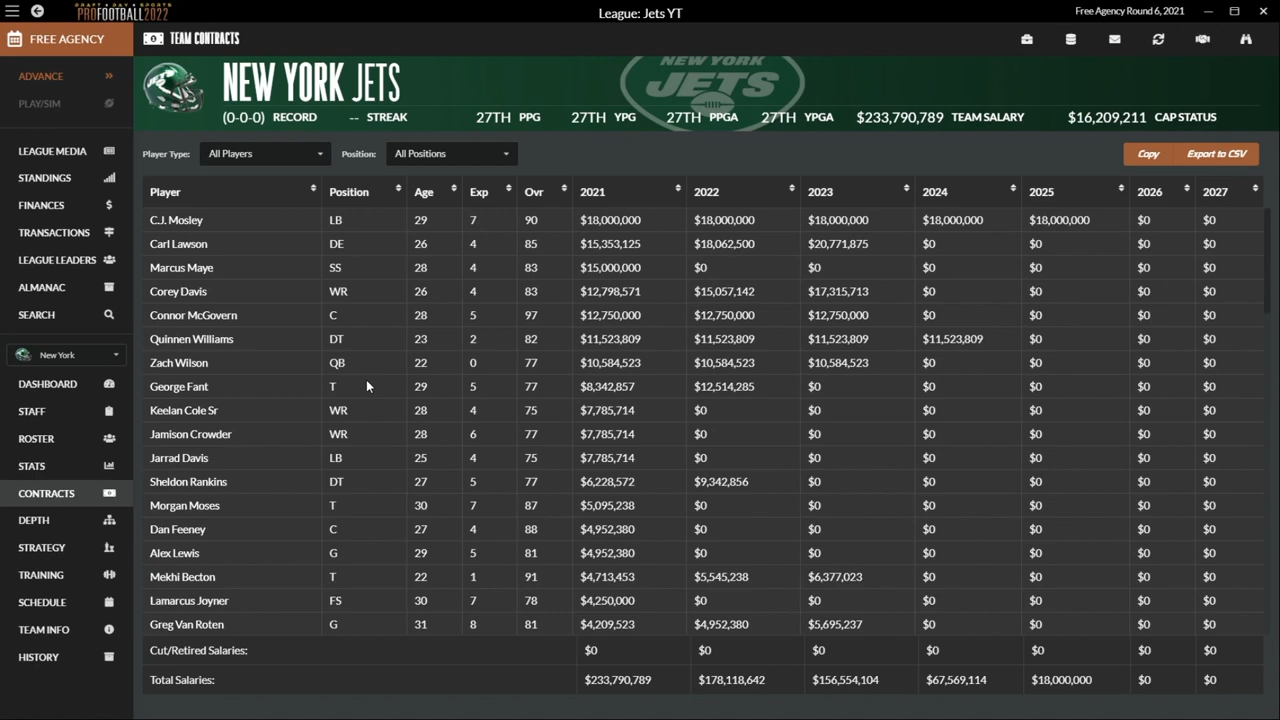 DRAFT DAY SPORTS
PROFOOTBALL2022
League: Jets YT
Free Agency Round 6, 2021
FREE AGENCY
TEAM CONTRACTS
ADVANCE
PLAY/SIM
NEW YORK JETS
NEW YORK
JETS
(0-0-0) RECORD -- STREAK 27TH PPG 27TH YPG 27TH PPGA 27TH YPGA $233,790,789 TEAM SALARY $16,209,211 CAP STATUS
LEAGUE MEDIA
STANDINGS
FINANCES
TRANSACTIONS
LEAGUE LEADERS
ALMANAC
SEARCH
New York
DASHBOARD
STAFF
ROSTER
STATS
CONTRACTS
DEPTH
STRATEGY
TRAINING
SCHEDULE
TEAM INFO
HISTORY
Player Type: All Players Position: All Positions Copy Export to CSV
Player Position Age Exp Ovr 2021 2022 2023 2024 2025 2026 2027
C.J. Mosley LB 29 7 90 $18,000,000 $18,000,000 $18,000,000 $18,000,000 $18,000,000 $0 $0
Carl Lawson DE 26 4 85 $15,353,125 $18,062,500 $20,771,875 $0 $0 $0 $0
Marcus Maye SS 28 4 83 $15,000,000 $0 $0 $0 $0 $0 $0
Corey Davis WR 26 4 83 $12,798,571 $15,057,142 $17,315,713 $0 $0 $0 $0
Connor McGovern C 28 5 97 $12,750,000 $12,750,000 $12,750,000 $0 $0 $0 $0
Quinnen Williams DT 23 2 82 $11,523,809 $11,523,809 $11,523,809 $11,523,809 $0 $0 $0
Zach Wilson QB 22 0 77 $10,584,523 $10,584,523 $10,584,523 $0 $0 $0 $0
George Fant T 29 5 77 $8,342,857 $12,514,285 $0 $0 $0 $0 $0
Keelan Cole Sr WR 28 4 75 $7,785,714 $0 $0 $0 $0 $0 $0
Jamison Crowder WR 28 6 77 $7,785,714 $0 $0 $0 $0 $0 $0
Jarrad Davis LB 25 4 75 $7,785,714 $0 $0 $0 $0 $0 $0
Sheldon Rankins DT 27 5 77 $6,228,572 $9,342,856 $0 $0 $0 $0 $0
Morgan Moses T 30 7 87 $5,095,238 $0 $0 $0 $0 $0 $0
Dan Feeney C 27 4 88 $4,952,380 $0 $0 $0 $0 $0 $0
Alex Lewis G 29 5 81 $4,952,380 $0 $0 $0 $0 $0 $0
Mekhi Becton T 22 1 91 $4,713,453 $5,545,238 $6,377,023 $0 $0 $0 $0
Lamarcus Joyner FS 30 7 78 $4,250,000 $0 $0 $0 $0 $0 $0
Greg Van Roten G 31 8 81 $4,209,523 $4,952,380 $5,695,237 $0 $0 $0 $0
Cut/Retired Salaries: $0 $0 $0 $0 $0 $0 $0
Total Salaries: $233,790,789 $178,118,642 $156,554,104 $67,569,114 $18,000,000 $0 $0